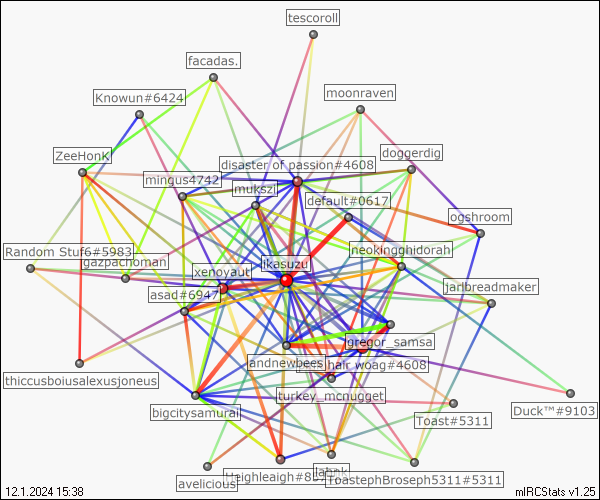 tescoroll
facadas.
moonraven
Knowun#6424
doggerdig
ZeeHonK
disaster of passion#4608
mingus4742
mukszi
default#0617
ogshroom
Random Stuf6#5983
gazpachoman
xenoyaut
ikasuzu
neokingghidorah
asad#6947
jarlbreadmaker
gregor_samsa
andnewbees
hair woag#4608
thiccusboiusalexusjoneus
turkey_mcnugget
bigcitysamurai
Duck™#9103
Toast#5311
avelicious
Heighleaigh#8
ToastephBroseph5311#5311
12.1.2024 15:38
mIRCStats v1.25